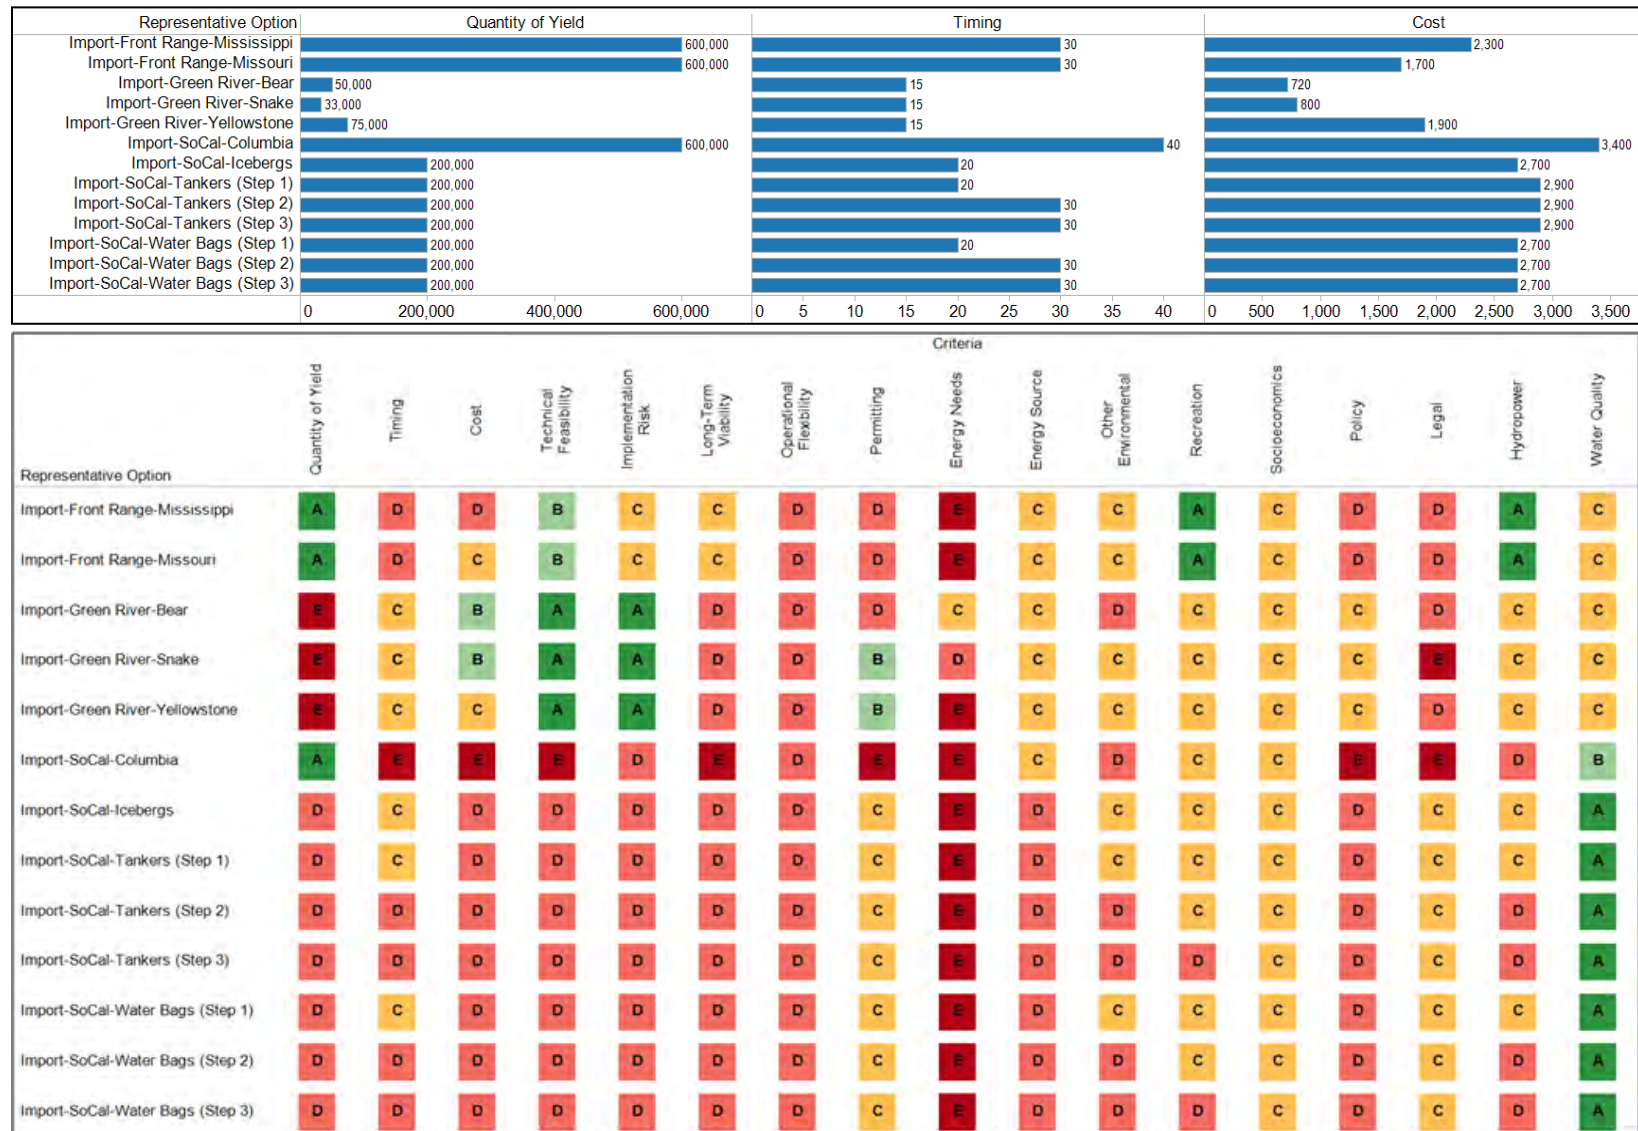 Representative Option Quantity of Yield Timing Cost
Import-Front Range-Mississippi 600,000 30 2,300
Import-Front Range-Missouri 600,000 30 1,700
Import-Green River-Bear 50,000 15 720
Import-Green River-Snake 33,000 15 800
Import-Green River-Yellowstone 75,000 15 1,900
Import-SoCal-Columbia 600,000 40 3,400
Import-SoCal-Icebergs 200,000 20 2,700
Import-SoCal-Tankers (Step 1) 200,000 20 2,900
Import-SoCal-Tankers (Step 2) 200,000 30 2,900
Import-SoCal-Tankers (Step 3) 200,000 30 2,900
Import-SoCal-Water Bags (Step 1) 200,000 20 2,700
Import-SoCal-Water Bags (Step 2) 200,000 30 2,700
Import-SoCal-Water Bags (Step 3) 200,000 30 2,700
0 200,000 400,000 600,000 0 5 10 15 20 25 30 35 40 0 500 1,000 1,500 2,000 2,500 3,000 3,500
Criteria
Representative Option Quantity of Yield Timing Cost Technical Feasibility Implementation Risk Long-Term Viability Operational Flexibility Permitting Energy Needs Energy Source Other Environmental Recreation Socioeconomics Policy Legal Hydropower Water Quality
Import-Front Range-Mississippi A D D B C C D D E C C A C D D A C
Import-Front Range-Missouri A D C B C C D D E C C A C D D A C
Import-Green River-Bear E C B A A D D D C C D C C C D C C
Import-Green River-Snake E C B A A D D B D C C C C C E C C
Import-Green River-Yellowstone E C C A A D D B E C C C C C D C C
Import-SoCal-Columbia A E E E D E D E E C D C C E E D B
Import-SoCal-Icebergs D C D D D D D C E D C C C D C C A
Import-SoCal-Tankers (Step 1) D C D D D D D C E D C C C D C C A
Import-SoCal-Tankers (Step 2) D D D D D D D C E D D C C D C D A
Import-SoCal-Tankers (Step 3) D D D D D D D C E D D D C D C D A
Import-SoCal-Water Bags (Step 1) D C D D D D D C E D C C C D C C A
Import-SoCal-Water Bags (Step 2) D D D D D D D C E D D C C D C D A
Import-SoCal-Water Bags (Step 3) D D D D D D D C E D D D C D C D A